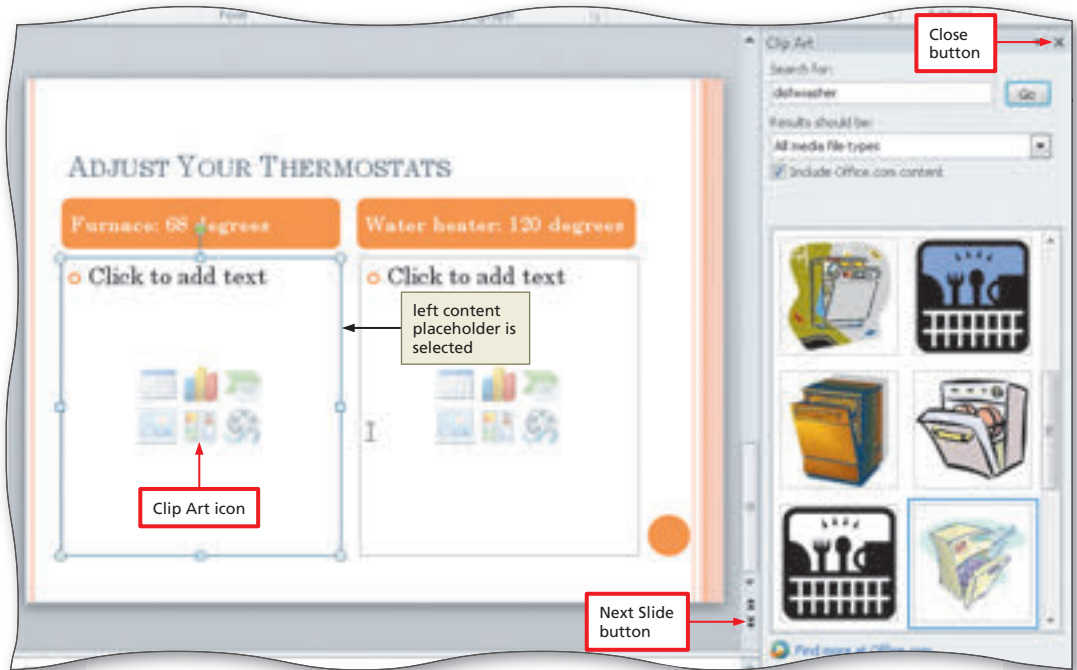 Clip Art
Close
button
Search for:
dishwasher
Go
Results should be:
All media file types
Include Office.com content
ADJUST YOUR THERMOSTATS
Furnace: 68 degrees
Water heater: 120 degrees
Click to add text
Click to add text
left content
placeholder is
selected
Clip Art icon
Next Slide
button
Find more at Office.com